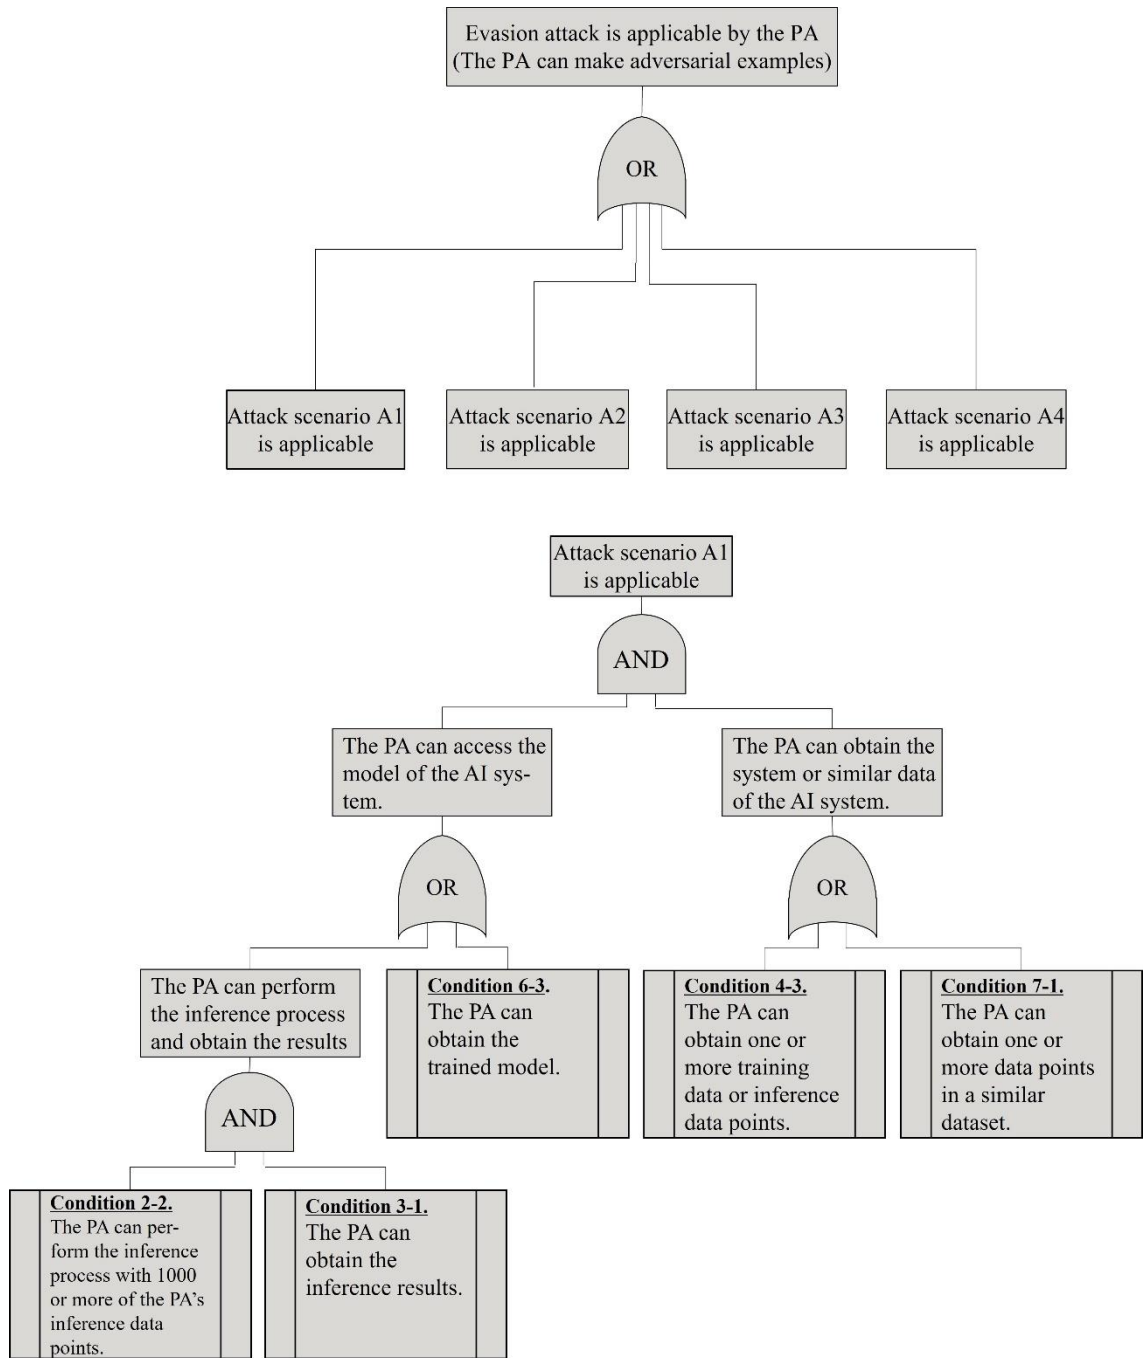 Evasion attack is applicable by the PA
(The PA can make adversarial examples)
OR
Attack scenario A1
is applicable
Attack scenario A2
is applicable
Attack scenario A3
is applicable
Attack scenario A4
is applicable
Attack scenario A1
is applicable
AND
The PA can access the
model of the AI sys-
tem.
The PA can obtain the
system or similar data
of the AI system.
OR
OR
The PA can perform
the inference process
and obtain the results
Condition 6-3.
The PA can
obtain the
trained model.
Condition 4-3.
The PA can
obtain one or
more training
data or inference
data points.
Condition 7-1.
The PA can
obtain one or
more data points
in a similar
dataset.
AND
Condition 2-2.
The PA can per-
form the inference
process with 1000
or more of the PA's
inference data
points.
Condition 3-1.
The PA can
obtain the
inference results.